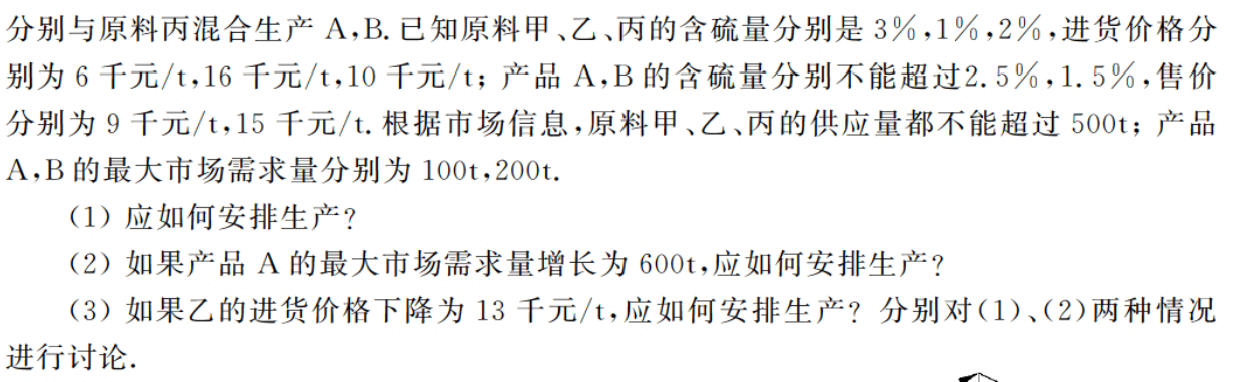 分别与原料丙混合生产 A,B. 已知原料甲、乙、丙的含硫量分别是 3%,1%,2%,进货价格分
别为 6 千元/t,16 千元/t,10 千元/t; 产品 A,B 的含硫量分别不能超过2.5%,1.5%,售价
分别为 9 千元/t,15 千元/t. 根据市场信息,原料甲、乙、丙的供应量都不能超过 500t; 产品
A,B 的最大市场需求量分别为 100t,200t.
(1) 应如何安排生产?
(2) 如果产品 A 的最大市场需求量增长为 600t,应如何安排生产?
(3) 如果乙的进货价格下降为 13 千元/t,应如何安排生产? 分别对(1)、(2)两种情况
进行讨论.